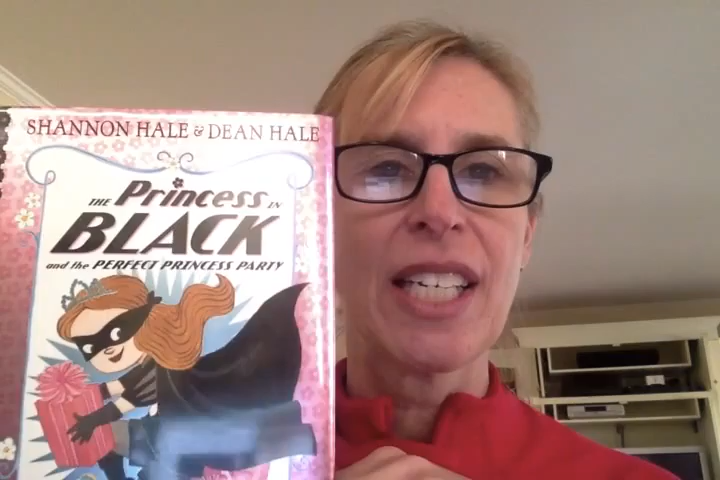 SHANNON HALE & DEAN HALE
THE Princess IN
BLACK
and the PERFECT PRINCESS PARTY